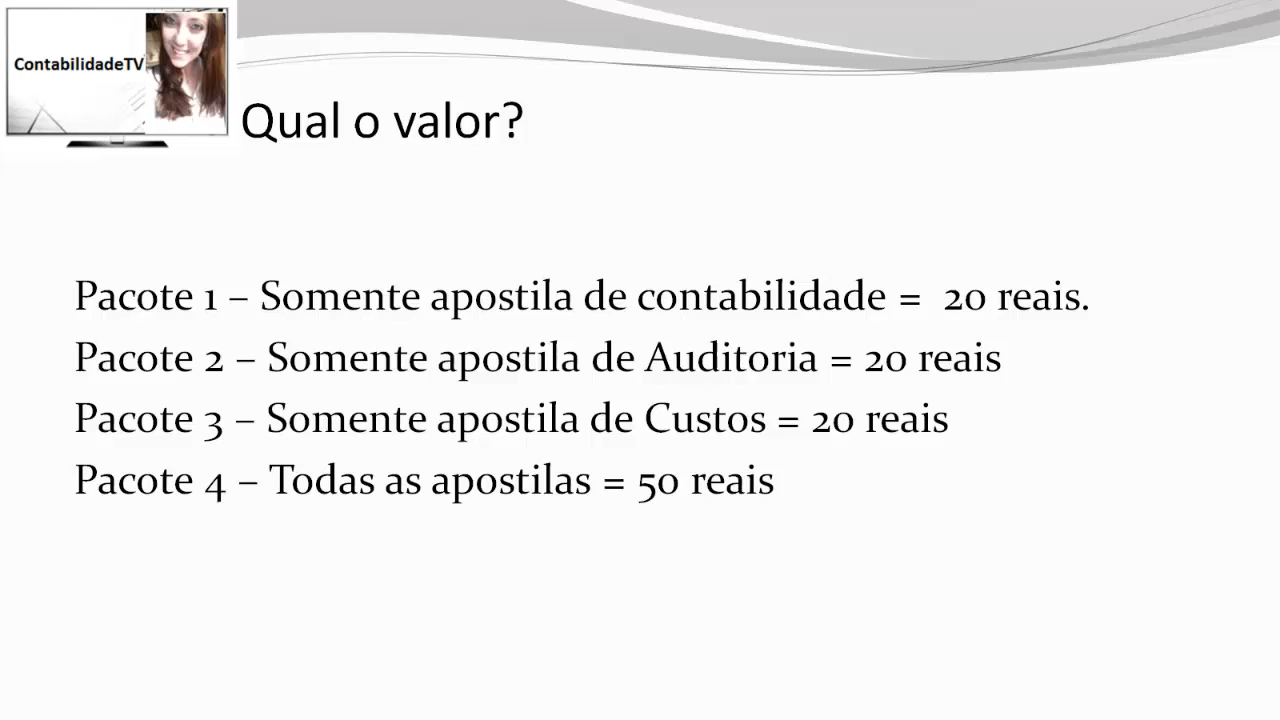 ContabilidadeTV
Qual o valor?
Pacote 1 – Somente apostila de contabilidade = 20 reais.
Pacote 2 – Somente apostila de Auditoria = 20 reais
Pacote 3 – Somente apostila de Custos = 20 reais
Pacote 4 – Todas as apostilas = 50 reais